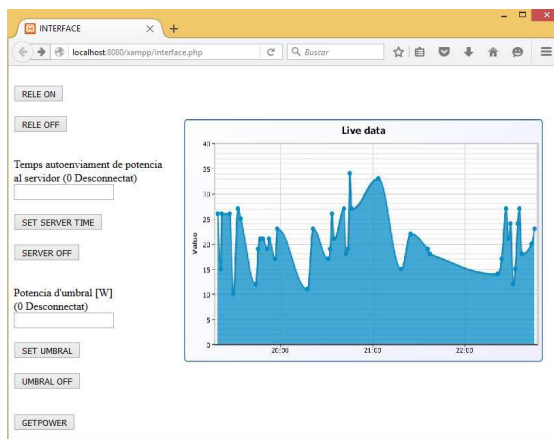 INTERFACE
localhost:8080/xampp/interface.php
Buscar
RELE ON
RELE OFF
Temps autoenviament de potencia
al servidor (0 Desconnectat)
SET SERVER TIME
SERVER OFF
Potencia d'umbral [W]
(0 Desconnectat)
SET UMBRAL
UMBRAL OFF
GETPOWER
Live data
Value
40
35
30
25
20
15
10
5
0
20:00
21:00
22:00